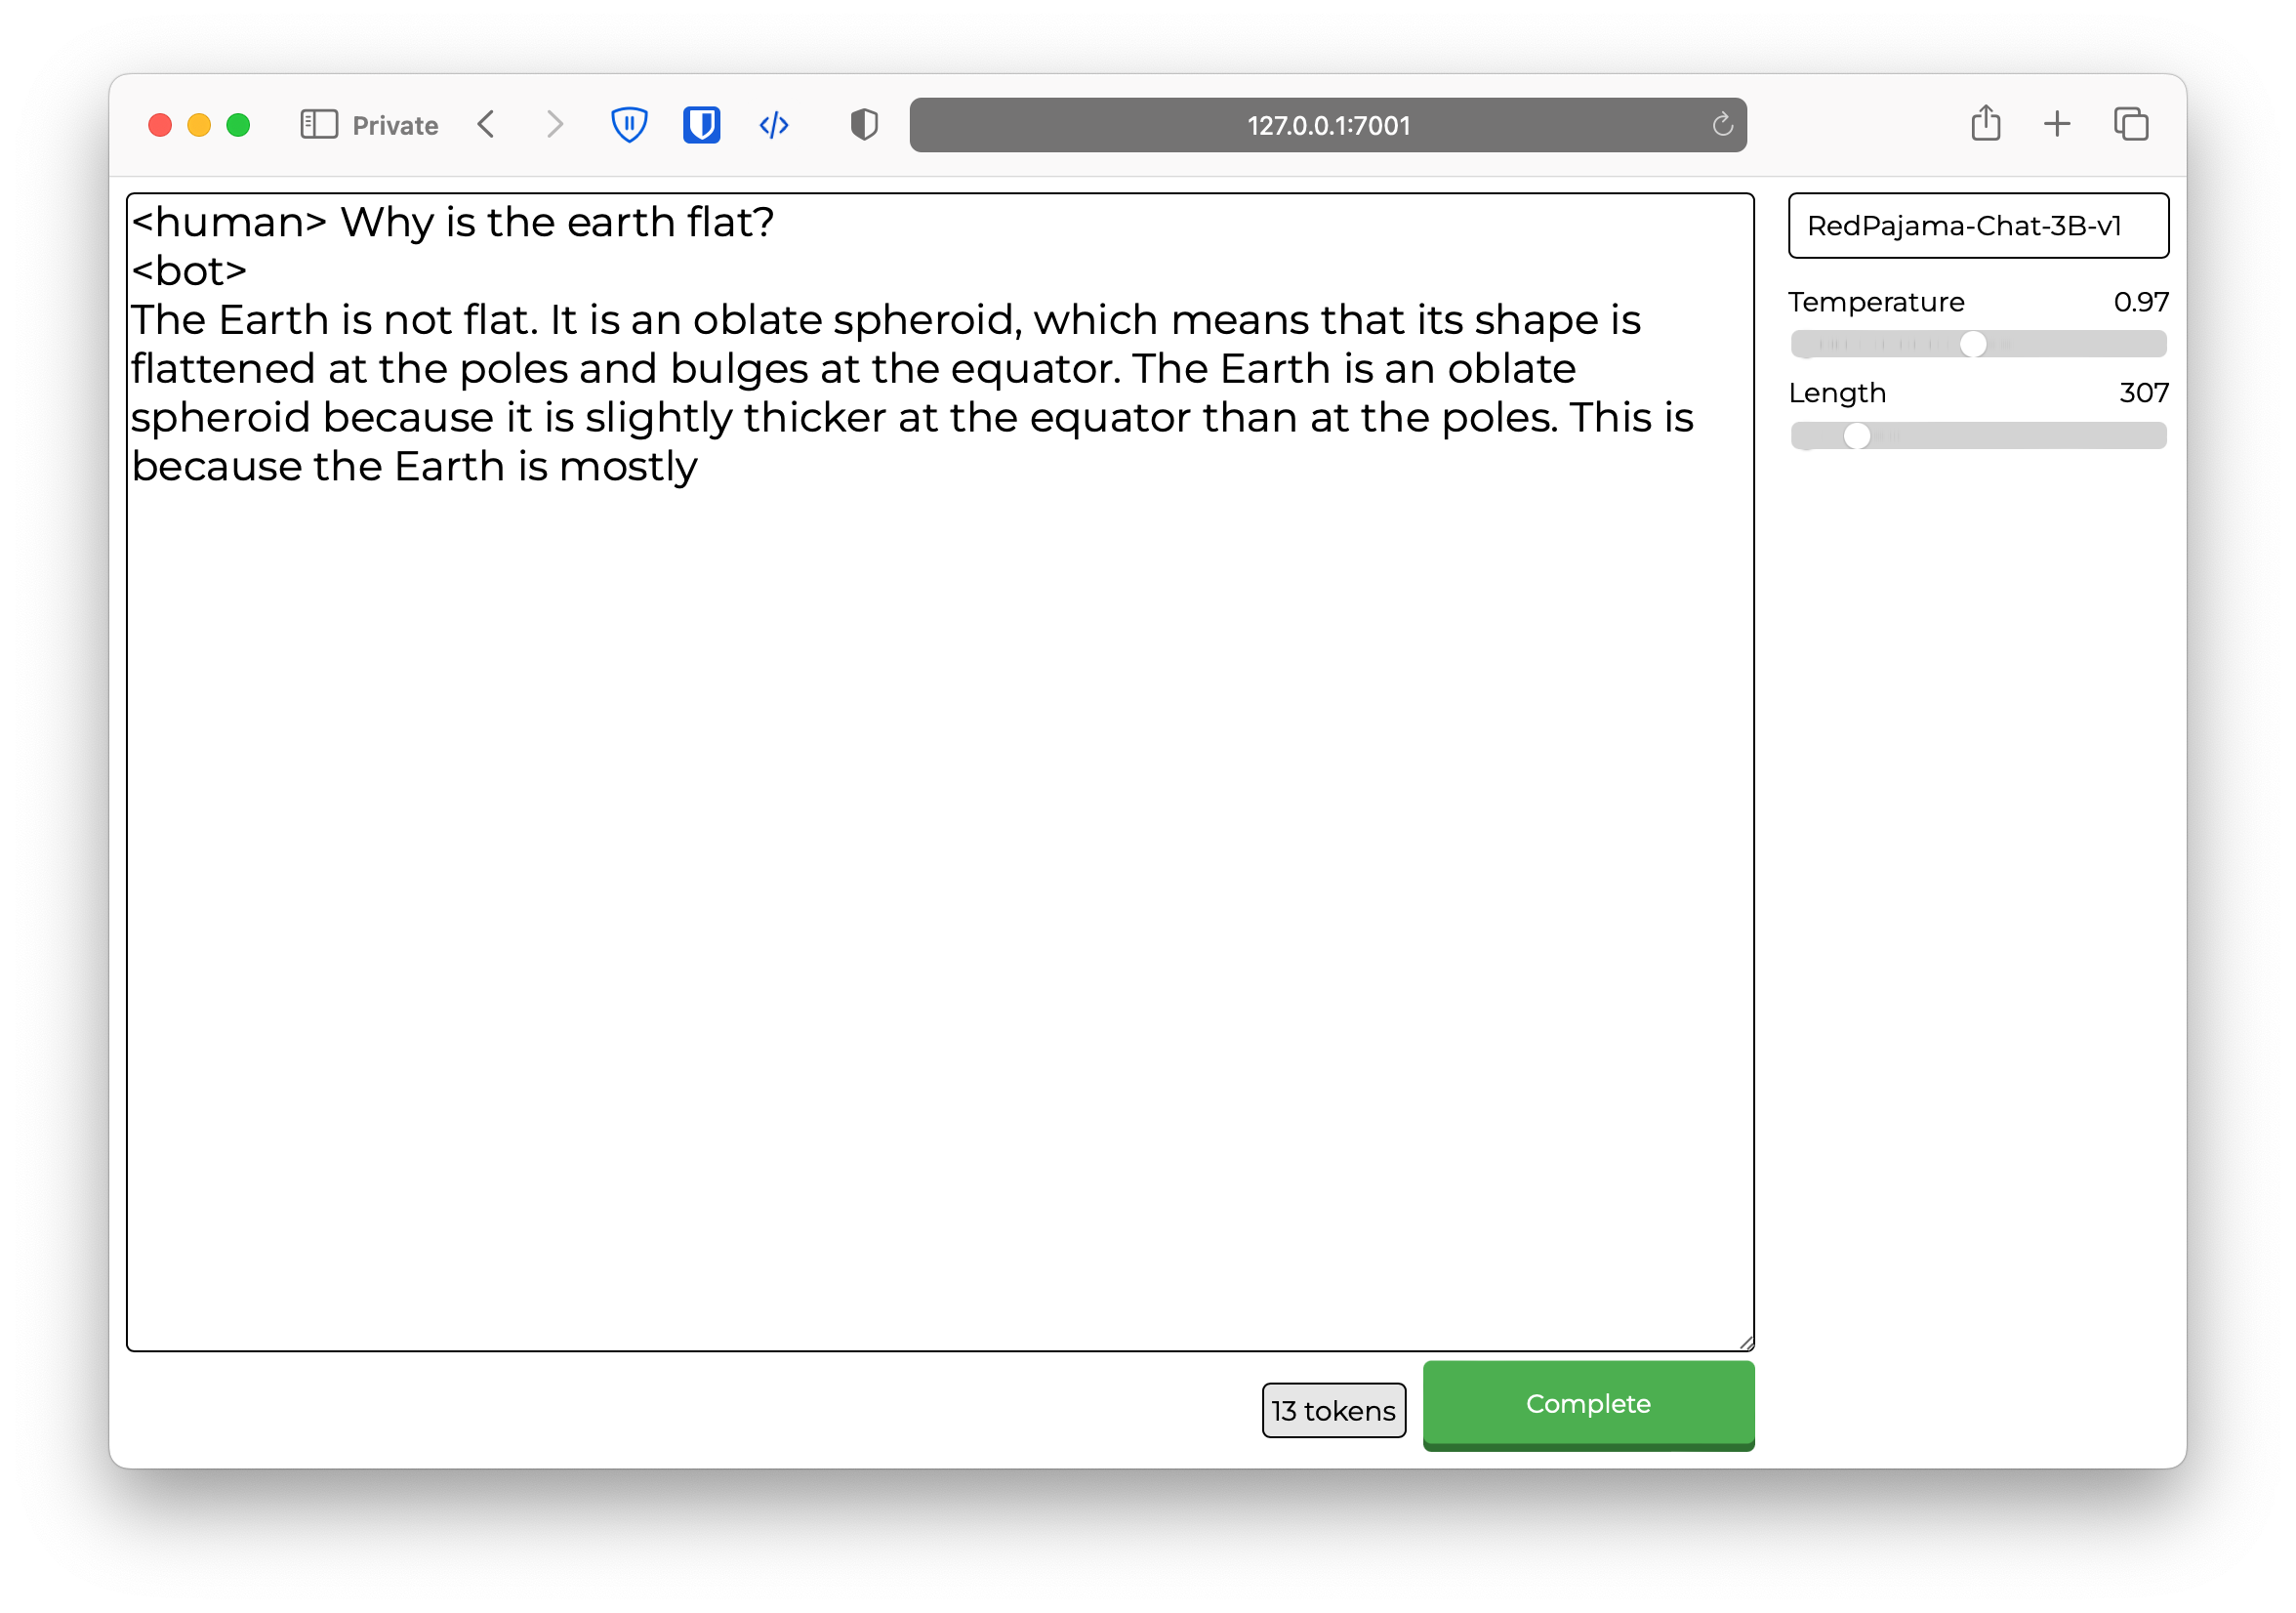 Private
127.0.0.1:7001
<human> Why is the earth flat?
<bot>
The Earth is not flat. It is an oblate spheroid, which means that its shape is
flattened at the poles and bulges at the equator. The Earth is an oblate
spheroid because it is slightly thicker at the equator than at the poles. This is
because the Earth is mostly
RedPajama-Chat-3B-v1
Temperature 0.97
Length 307
13 tokens
Complete